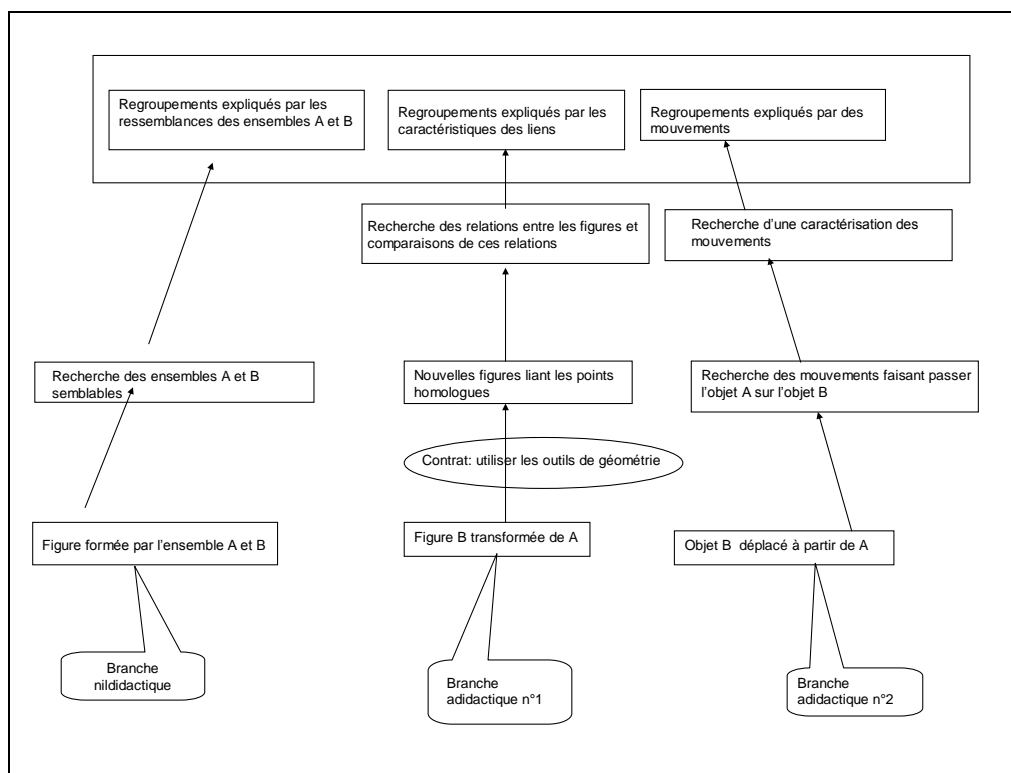 Regroupements expliqués par les
ressemblances des ensembles A et B
Regroupements expliqués par les
caractéristiques des liens
Regroupements expliqués par des
mouvements
Recherche des relations entre les figures et
comparaisons de ces relations
Recherche d'une caractérisation des
mouvements
Recherche des ensembles A et B
semblables
Nouvelles figures liant les points
homologues
Recherche des mouvements faisant passer
l'objet A sur l'objet B
Contrat: utiliser les outils de géométrie
Figure formée par l'ensemble A et B
Figure B transformée de A
Objet B déplacé à partir de A
Branche
nildidactique
Branche
adidactique n°1
Branche
adidactique n°2